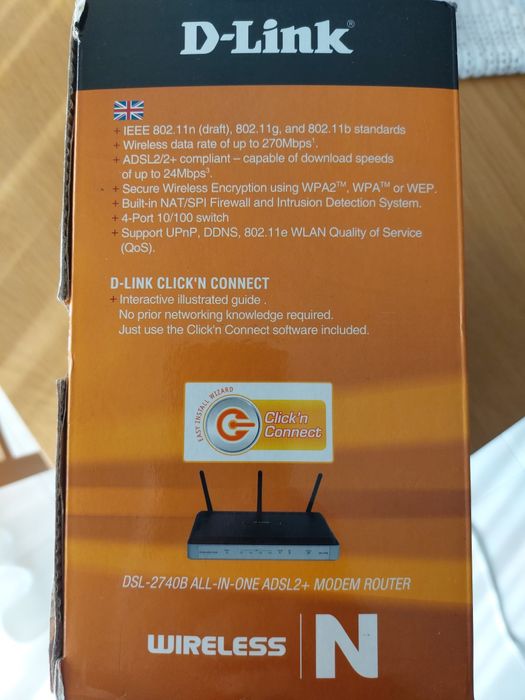 D-Link®
+ IEEE 802.11n (draft), 802.11g, and 802.11b standards
+ Wireless data rate of up to 270Mbps¹.
+ ADSL2/2+ compliant – capable of download speeds
of up to 24Mbps³.
+ Secure Wireless Encryption using WPA2™, WPA™ or WEP.
+ Built-in NAT/SPI Firewall and Intrusion Detection System.
+ 4-Port 10/100 switch
+ Support UPnP, DDNS, 802.11e WLAN Quality of Service
(QoS).
D-LINK CLICK'N CONNECT
+ Interactive illustrated guide .
No prior networking knowledge required.
Just use the Click'n Connect software included.
EASY INSTALL WIZARD
Click'n
Connect
DSL-2740B ALL-IN-ONE ADSL2+ MODEM ROUTER
WIRELESS N